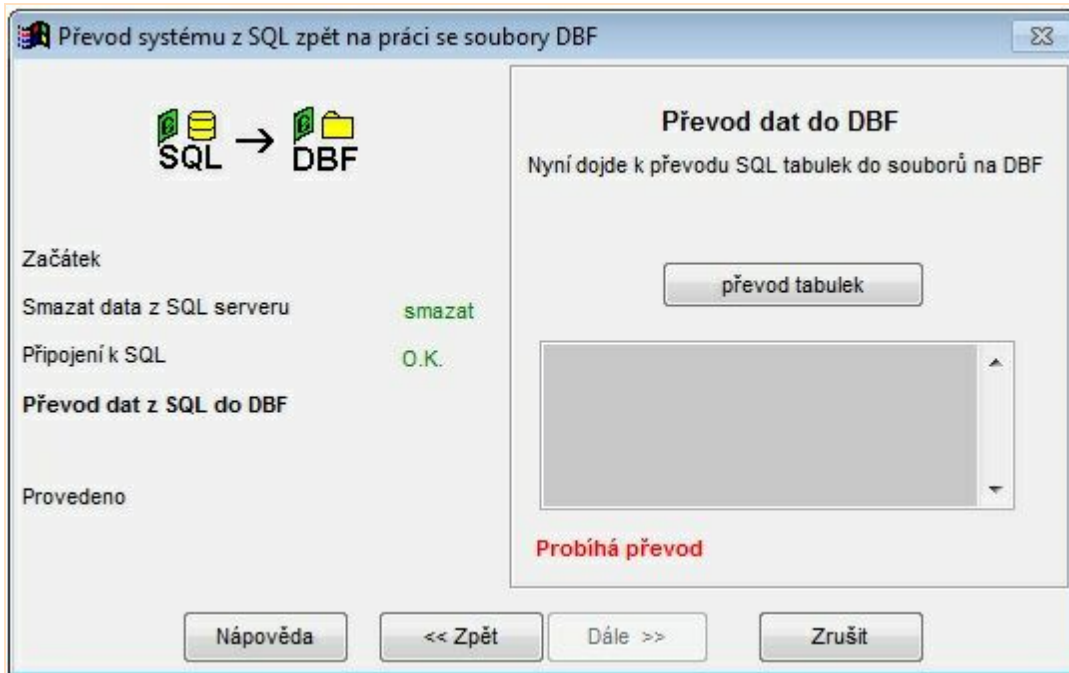 Převod systému z SQL zpět na práci se soubory DBF
SQL → DBF
Začátek
Smazat data z SQL serveru smazat
Připojení k SQL O.K.
Převod dat z SQL do DBF
Provedeno
Převod dat do DBF
Nyní dojde k převodu SQL tabulek do souborů na DBF
převod tabulek
Probíhá převod
Nápověda << Zpět Dále >> Zrušit